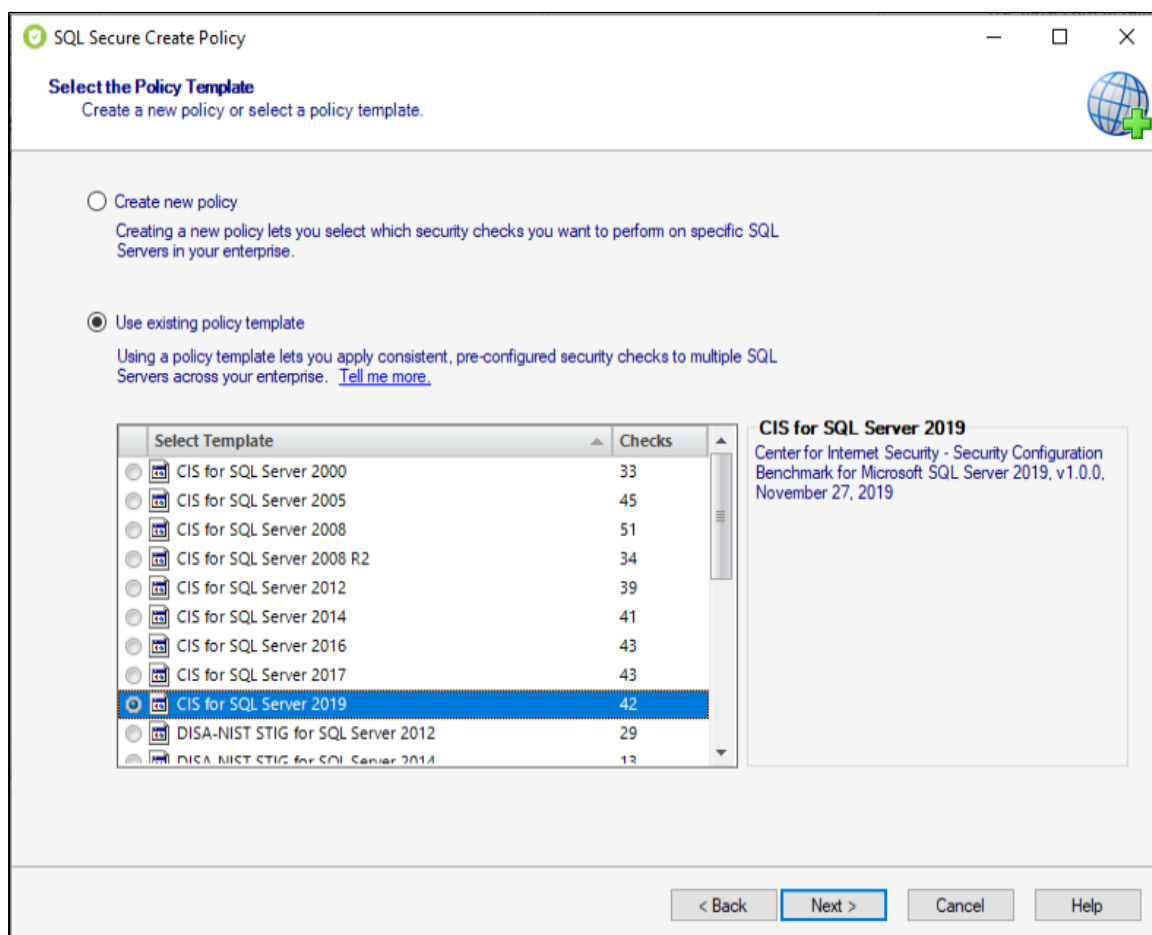 SQL Secure Create Policy
Select the Policy Template
Create a new policy or select a policy template.
Create new policy
Creating a new policy lets you select which security checks you want to perform on specific SQL
Servers in your enterprise.
Use existing policy template
Using a policy template lets you apply consistent, pre-configured security checks to multiple SQL
Servers across your enterprise. Tell me more.
Select Template Checks
CIS for SQL Server 2000 33
CIS for SQL Server 2005 45
CIS for SQL Server 2008 51
CIS for SQL Server 2008 R2 34
CIS for SQL Server 2012 39
CIS for SQL Server 2014 41
CIS for SQL Server 2016 43
CIS for SQL Server 2017 43
CIS for SQL Server 2019 42
DISA-NIST STIG for SQL Server 2012 29
DISA-NIST STIG for SQL Server 2014 13
CIS for SQL Server 2019
Center for Internet Security - Security Configuration
Benchmark for Microsoft SQL Server 2019, v1.0.0,
November 27, 2019
< Back Next > Cancel Help